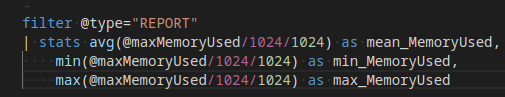 filter @type="REPORT"
| stats avg(@maxMemoryUsed/1024/1024) as mean_MemoryUsed,
min(@maxMemoryUsed/1024/1024) as min_MemoryUsed,
max(@maxMemoryUsed/1024/1024) as max_MemoryUsed